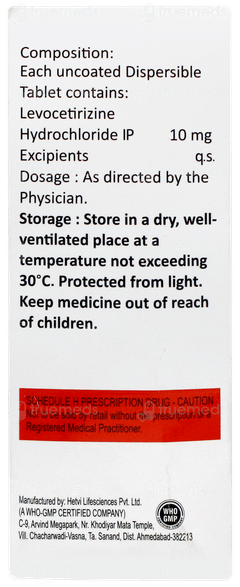 truemeds
Composition:
Each uncoated Dispersible
Tablet contains:
Levocetirizine
Hydrochloride IP 10 mg
Excipients q.s.
Dosage : As directed by the
Physician.
Storage : Store in a dry, well-
ventilated place at a
temperature not exceeding
30°C. Protected from light.
Keep medicine out of reach
of children.
SCHEDULE H PRESCRIPTION DRUG - CAUTION
Not to be sold by retail without the prescription of a
Registered Medical Practitioner.
truemeds
Manufactured by: Hetvi Lifesciences Pvt. Ltd.
(A WHO-GMP CERTIFIED COMPANY)
C-9, Arvind Megapark, Nr. Khodiyar Mata Temple,
Vill. Chacharwadi-Vasna, Ta. Sanand, Dist. Ahmedabad-382213
WHO
GMP